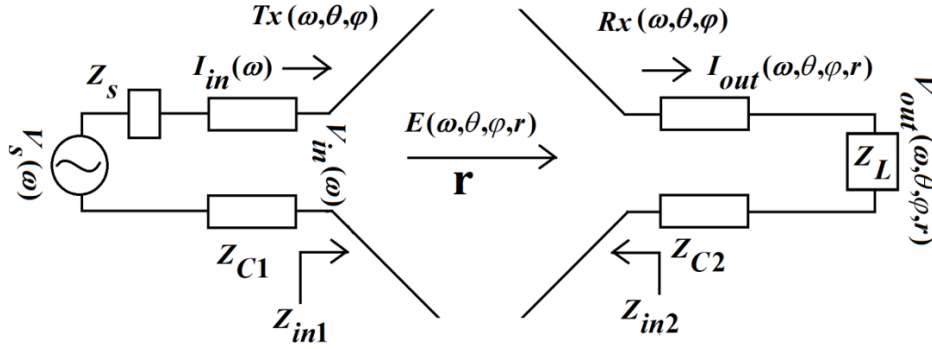 Tx(ω,θ,φ)
Rx(ω,θ,φ)
Z_s
I_in(ω)
I_out(ω,θ,φ,r)
V_s(ω)
V_in(ω)
E(ω,θ,φ,r)
r
Z_L
V_out(ω,θ,φ,r)
Z_C1
Z_C2
Z_in1
Z_in2